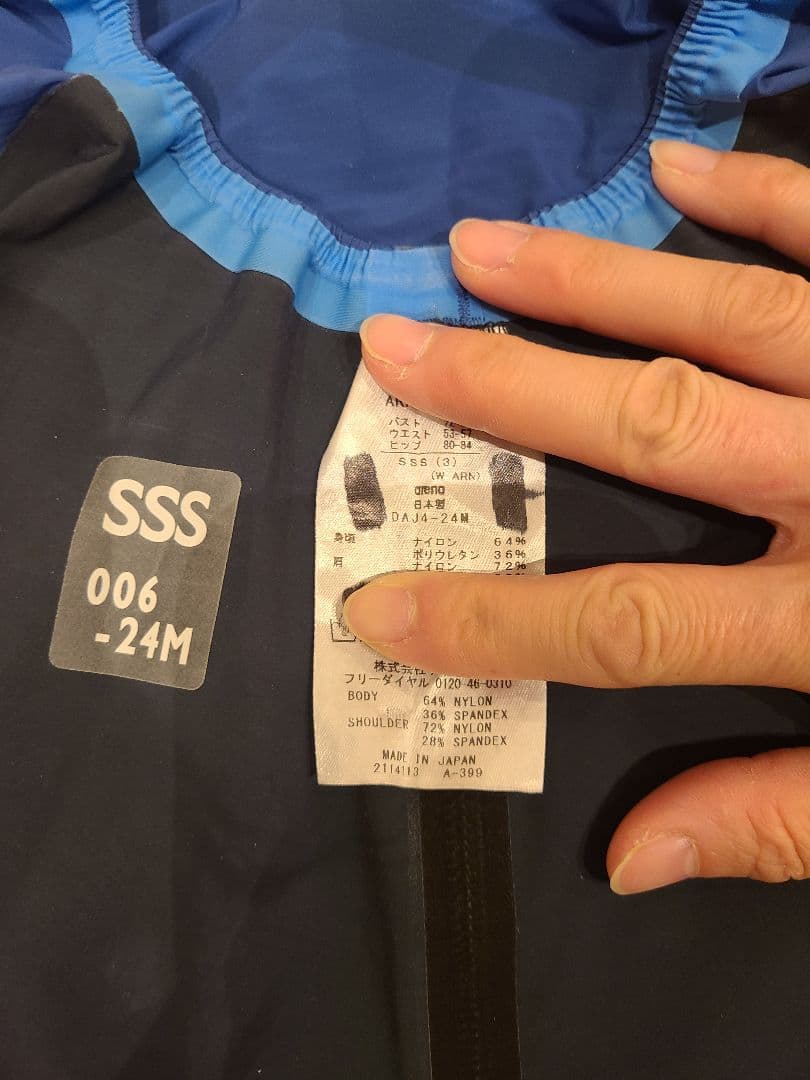 SSS
006
-24M
バスト
ウエスト 53-57
ヒップ 80-84
SSS (3)
(W ARN)
arena
日本製
DAJ4-24M
身頃 ナイロン 64%
ポリウレタン 36%
肩 ナイロン 72%
株式会社
フリーダイヤル 0120-46-0310
BODY 64% NYLON
36% SPANDEX
SHOULDER 72% NYLON
28% SPANDEX
MADE IN JAPAN
2114113 A-399